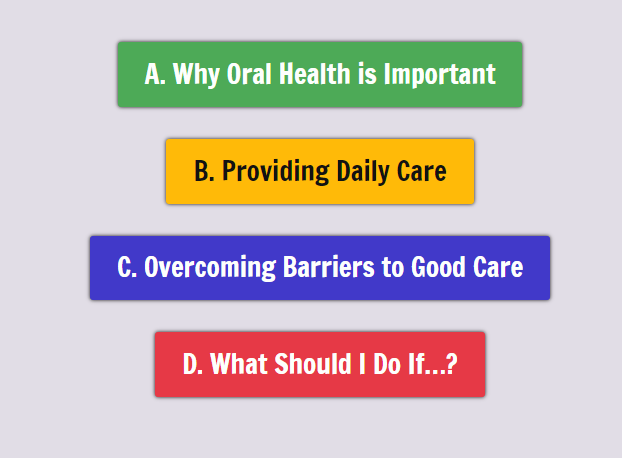 A. Why Oral Health is Important
B. Providing Daily Care
C. Overcoming Barriers to Good Care
D. What Should I Do If...?